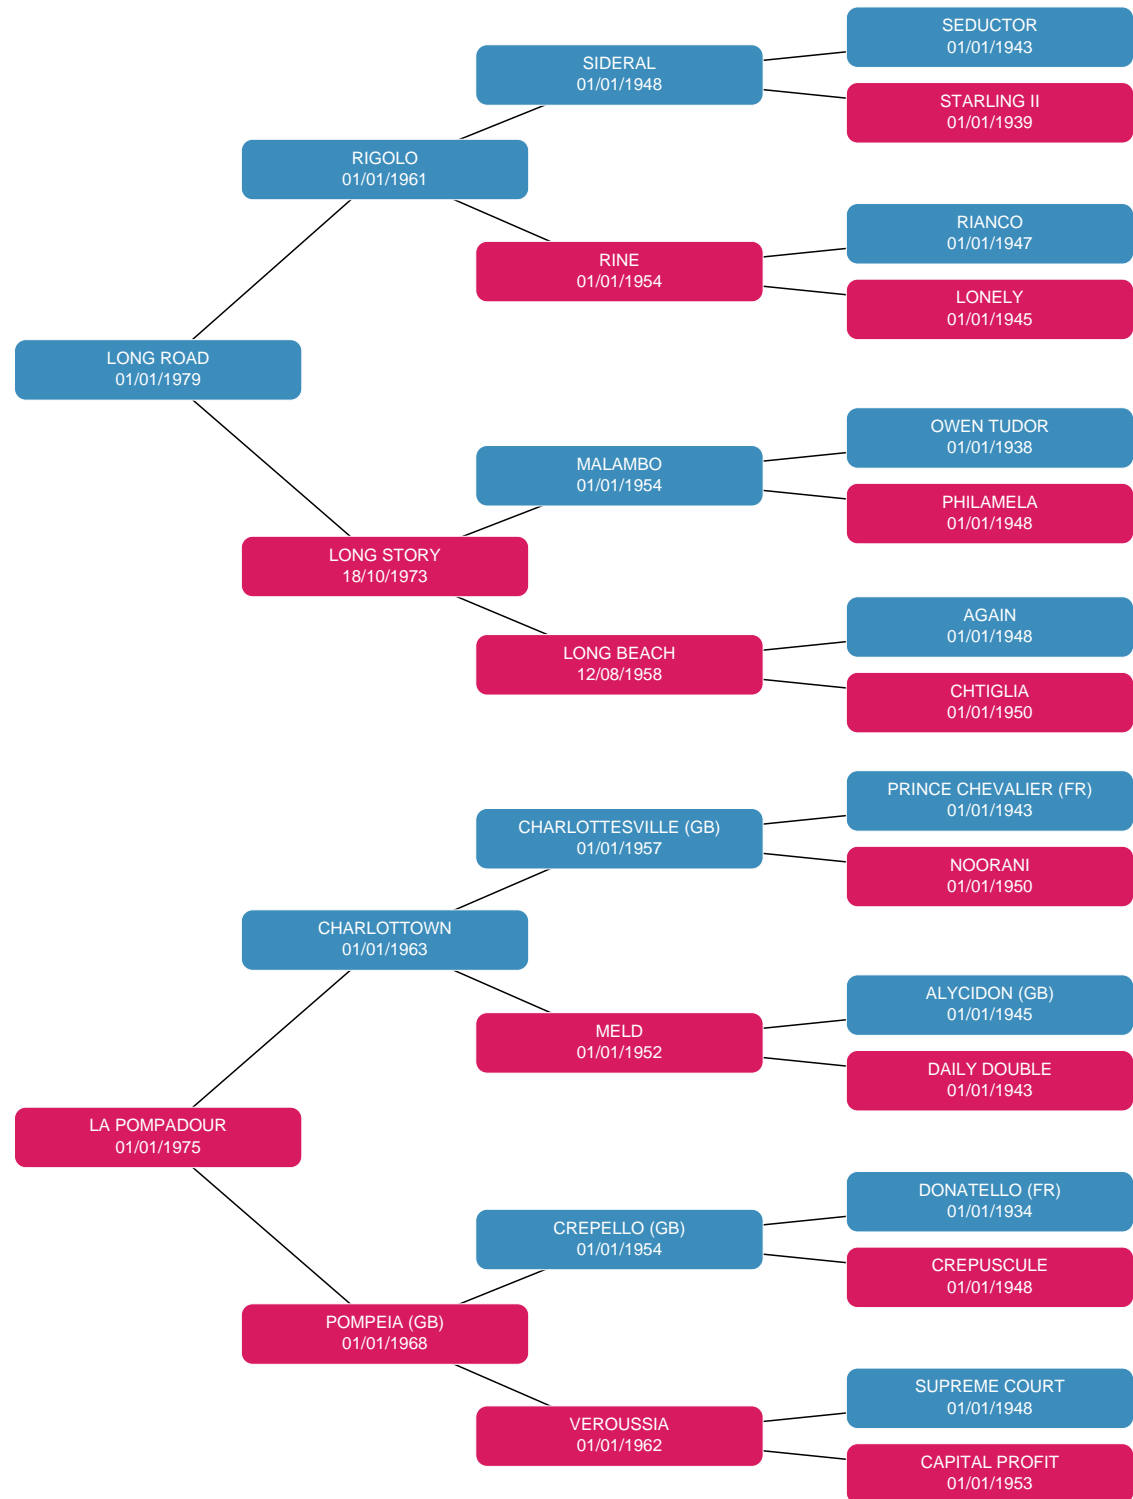 SEDUCTOR
01/01/1943
SIDERAL
01/01/1948
STARLING II
01/01/1939
RIGOLO
01/01/1961
RIANCO
01/01/1947
RINE
01/01/1954
LONELY
01/01/1945
LONG ROAD
01/01/1979
OWEN TUDOR
01/01/1938
MALAMBO
01/01/1954
PHILAMELA
01/01/1948
LONG STORY
18/10/1973
AGAIN
01/01/1948
LONG BEACH
12/08/1958
CHTIGLIA
01/01/1950
PRINCE CHEVALIER (FR)
01/01/1943
CHARLOTTESVILLE (GB)
01/01/1957
NOORANI
01/01/1950
CHARLOTTOWN
01/01/1963
ALYCIDON (GB)
01/01/1945
MELD
01/01/1952
DAILY DOUBLE
01/01/1943
LA POMPADOUR
01/01/1975
DONATELLO (FR)
01/01/1934
CREPELLO (GB)
01/01/1954
CREPUSCULE
01/01/1948
POMPEIA (GB)
01/01/1968
SUPREME COURT
01/01/1948
VEROUSSIA
01/01/1962
CAPITAL PROFIT
01/01/1953